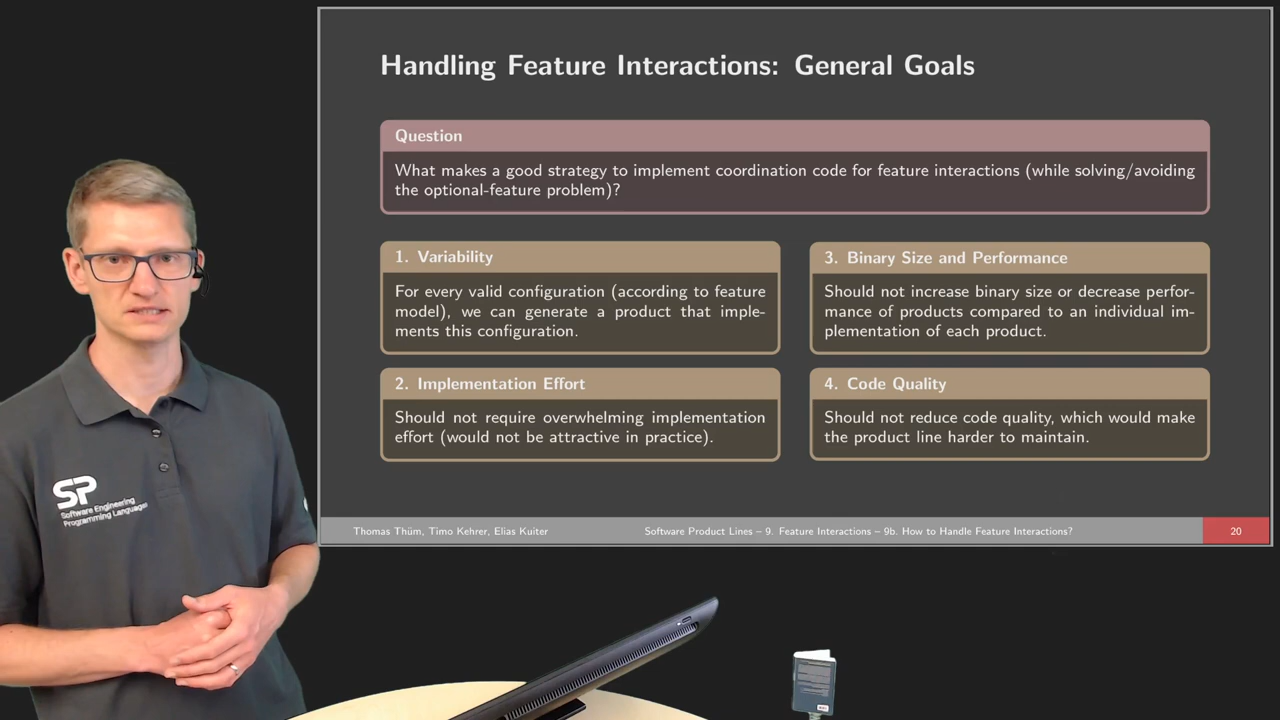 Handling Feature Interactions: General Goals
Question
What makes a good strategy to implement coordination code for feature interactions (while solving/avoiding
the optional-feature problem)?
1. Variability
For every valid configuration (according to feature
model), we can generate a product that imple-
ments this configuration.
2. Implementation Effort
Should not require overwhelming implementation
effort (would not be attractive in practice).
3. Binary Size and Performance
Should not increase binary size or decrease perfor-
mance of products compared to an individual im-
plementation of each product.
4. Code Quality
Should not reduce code quality, which would make
the product line harder to maintain.
Thomas Thüm, Timo Kehrer, Elias Kuiter
Software Product Lines – 9. Feature Interactions – 9b. How to Handle Feature Interactions?
20
SP
Software Engineering
Programming Languages